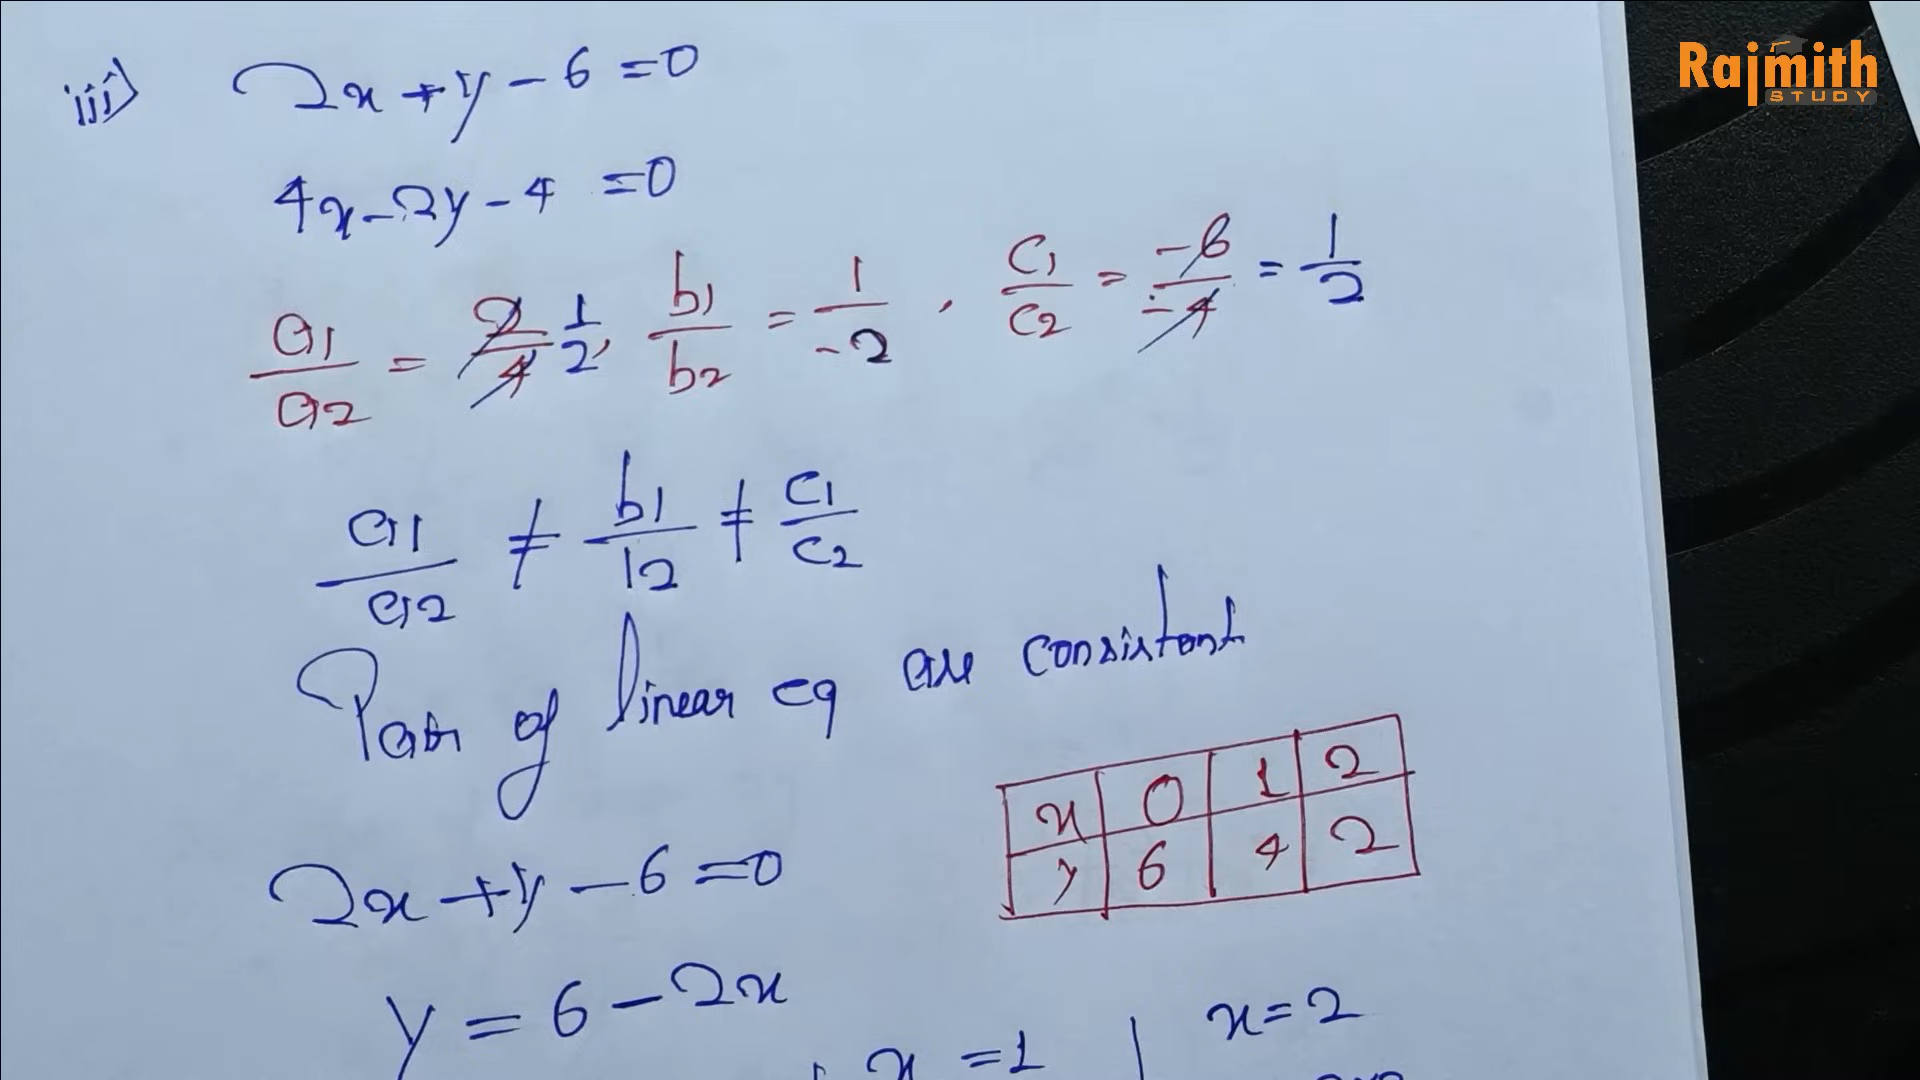 Rajmith
STUDY
iii) 2x + y - 6 = 0
4x - 2y - 4 = 0
a1/a2 = 2/4 1/2, b1/b2 = 1/-2, c1/c2 = -6/-4 = 1/2
a1/a2 ≠ b1/b2 ≠ c1/c2
Pair of linear eq are consistent
x 0 1 2
y 6 4 2
2x + y - 6 = 0
y = 6 - 2x
x = 1 | x = 2